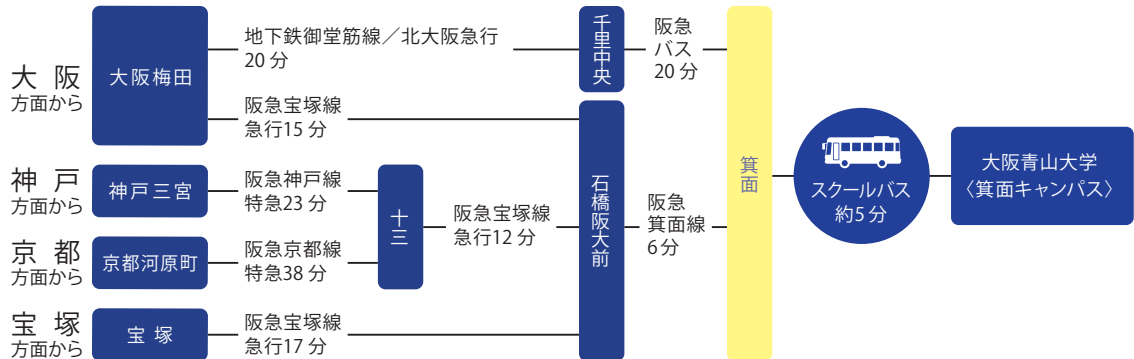 大阪
方面から
大阪梅田
地下鉄御堂筋線／北大阪急行
20分
千里中央
阪急
バス
20分
阪急宝塚線
急行15分
神戸
方面から
神戸三宮
阪急神戸線
特急23分
十三
阪急宝塚線
急行12分
石橋阪大前
阪急
箕面線
6分
箕面
スクールバス
約5分
大阪青山大学
〈箕面キャンパス〉
京都
方面から
京都河原町
阪急京都線
特急38分
宝塚
方面から
宝塚
阪急宝塚線
急行17分